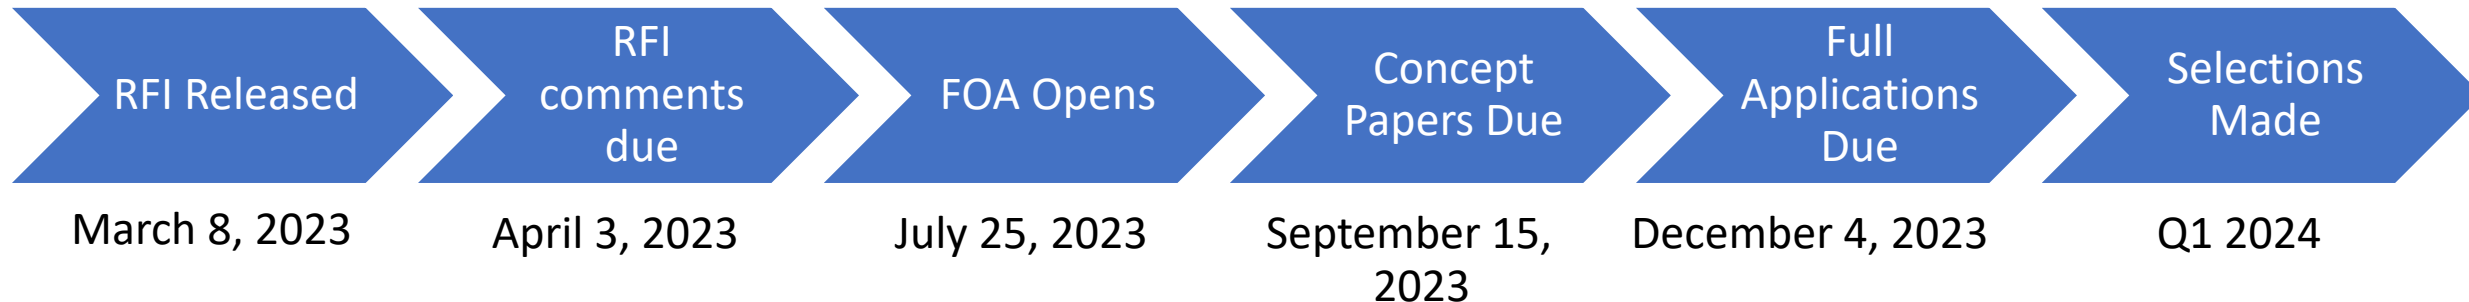 RFI Released
RFI
comments
due
FOA Opens
Concept
Papers Due
Full
Applications
Due
Selections
Made
March 8, 2023
April 3, 2023
July 25, 2023
September 15,
2023
December 4, 2023
Q1 2024